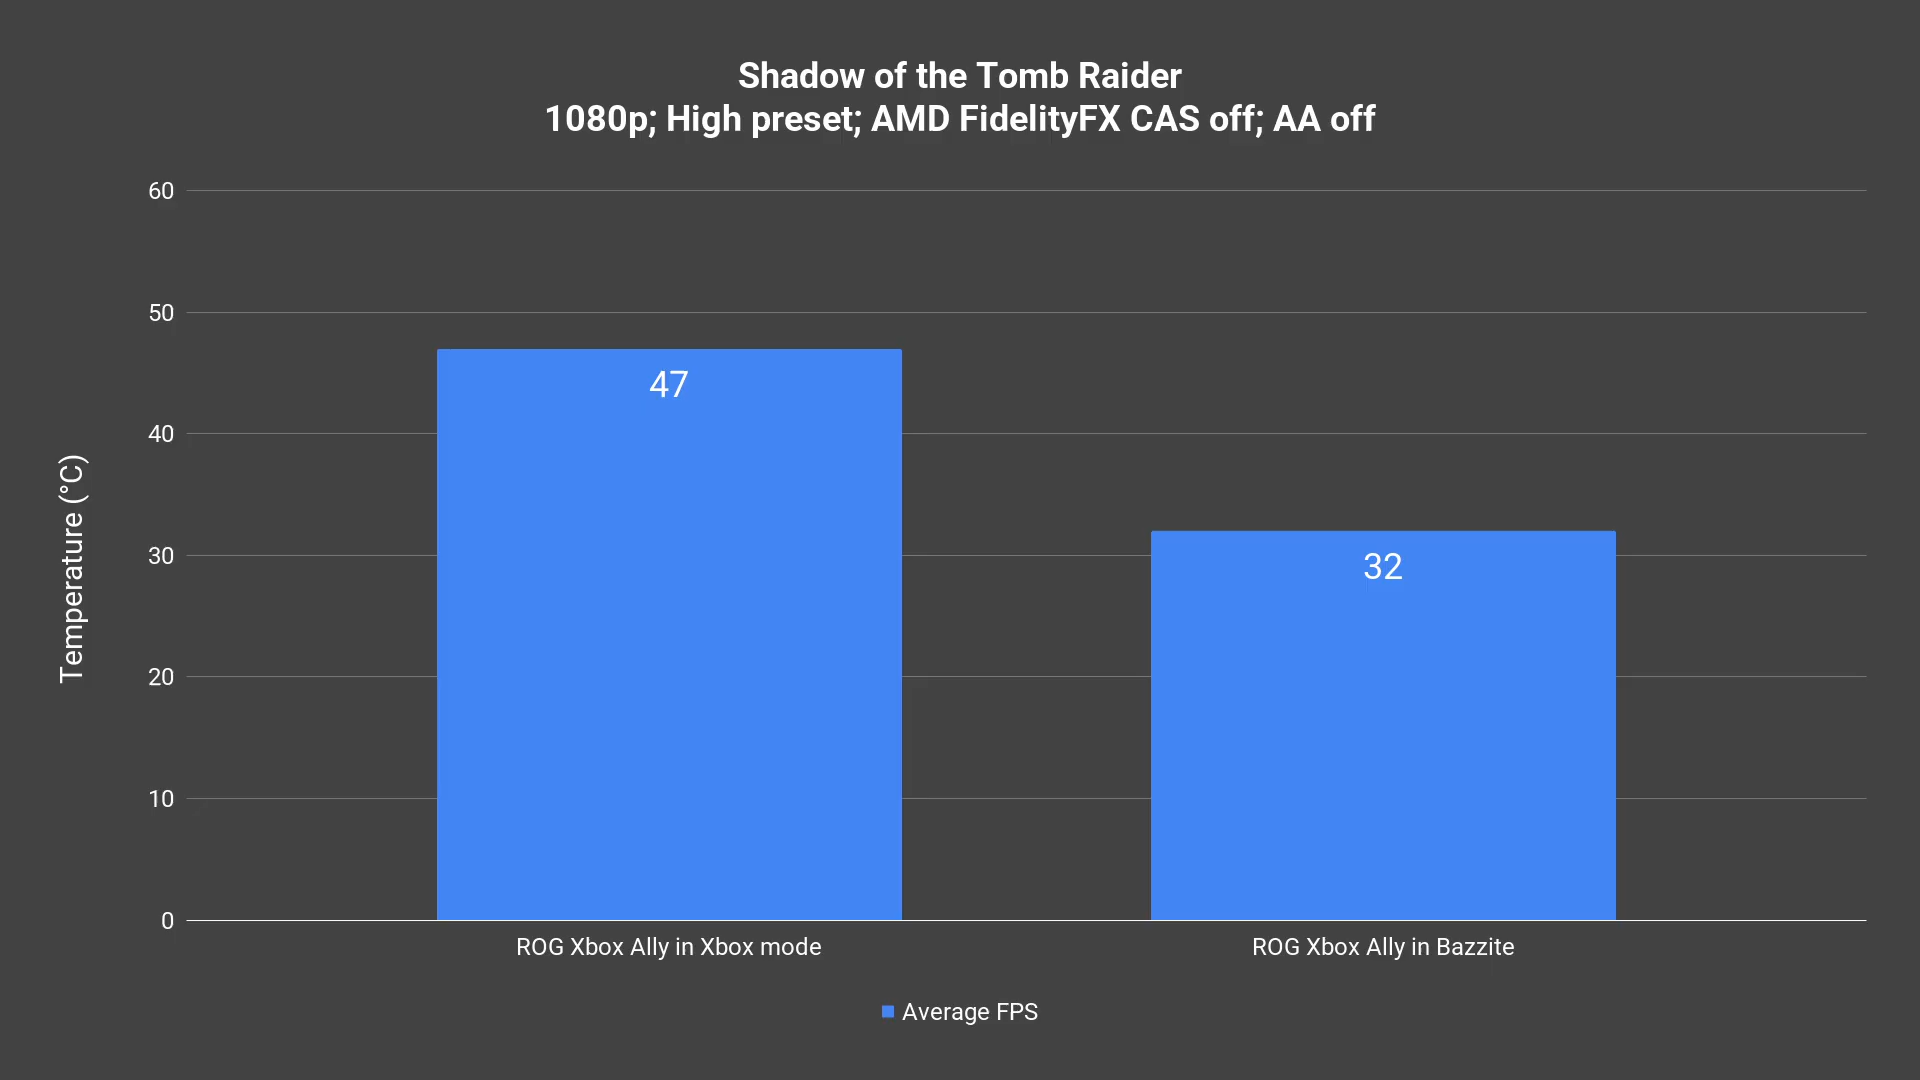 Shadow of the Tomb Raider
1080p; High preset; AMD FidelityFX CAS off; AA off
Temperature (°C)
60
50
40
30
20
10
0
47
32
ROG Xbox Ally in Xbox mode
ROG Xbox Ally in Bazzite
Average FPS